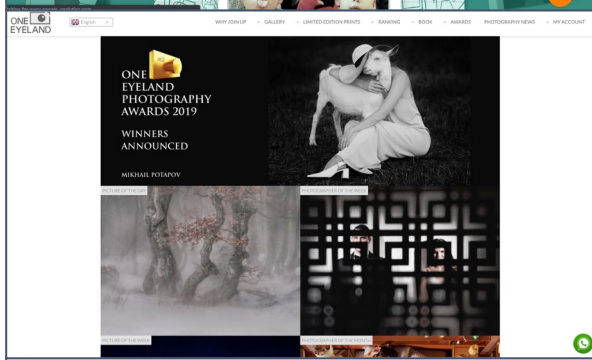 ONE
EYELAND
English
WHY JOIN UP
GALLERY
LIMITED EDITION PRINTS
RANKING
BOOK
AWARDS
PHOTOGRAPHY NEWS
MY ACCOUNT
ONE
EYELAND
PHOTOGRAPHY
AWARDS 2019
WINNERS
ANNOUNCED
MIKHAIL POTAPOV
PICTURE OF THE DAY
PHOTOGRAPHER OF THE WEEK
PICTURE OF THE WEEK
PHOTOGRAPHER OF THE MONTH